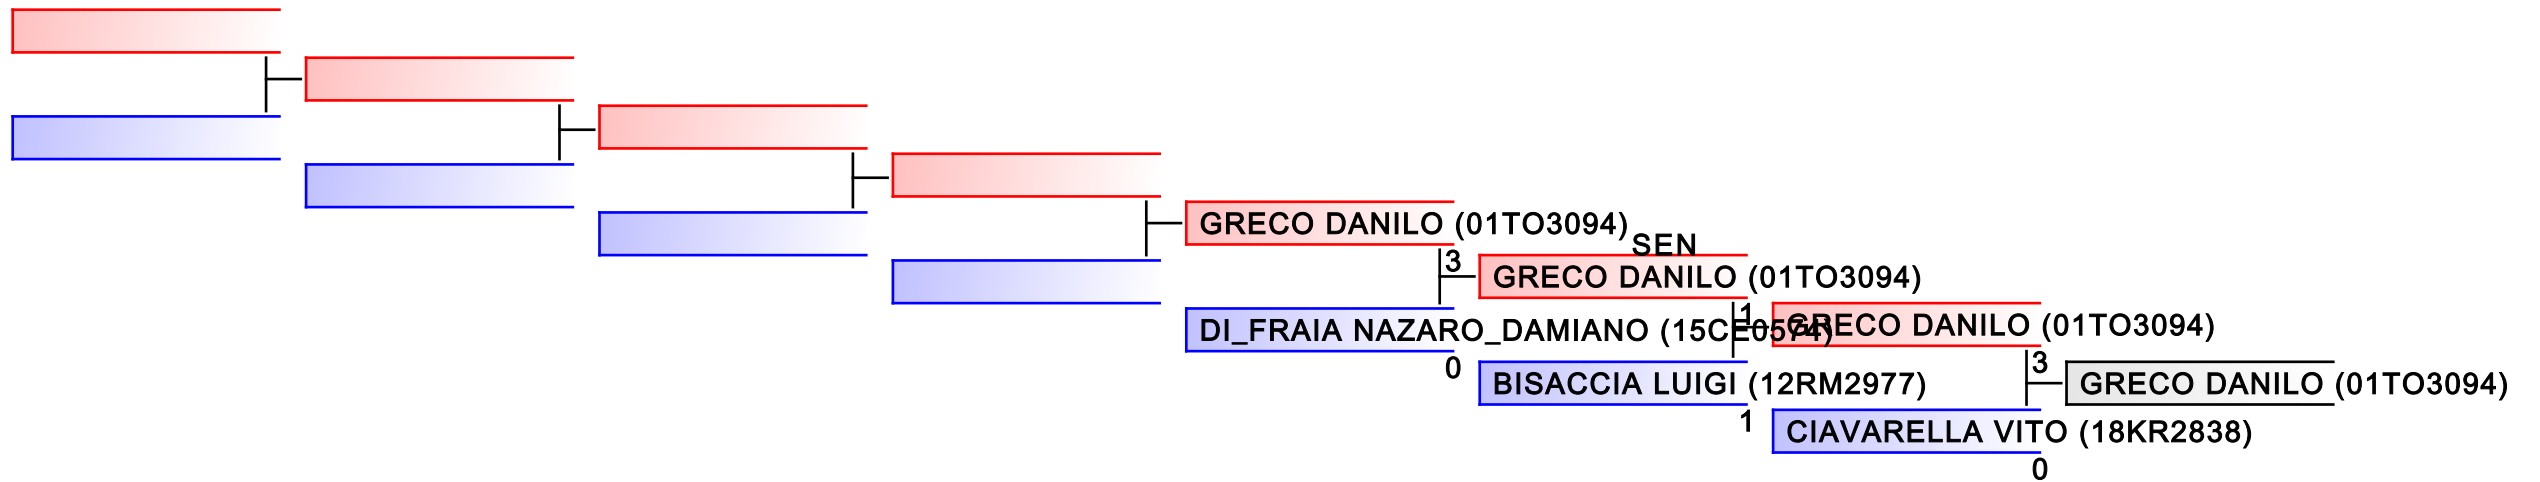 GRECO DANILO (01TO3094)
SEN
3
GRECO DANILO (01TO3094)
1
GRECO DANILO (01TO3094)
DI_FRAIA NAZARO_DAMIANO (15CE0574)
0
3
BISACCIA LUIGI (12RM2977)
GRECO DANILO (01TO3094)
1
CIAVARELLA VITO (18KR2838)
0